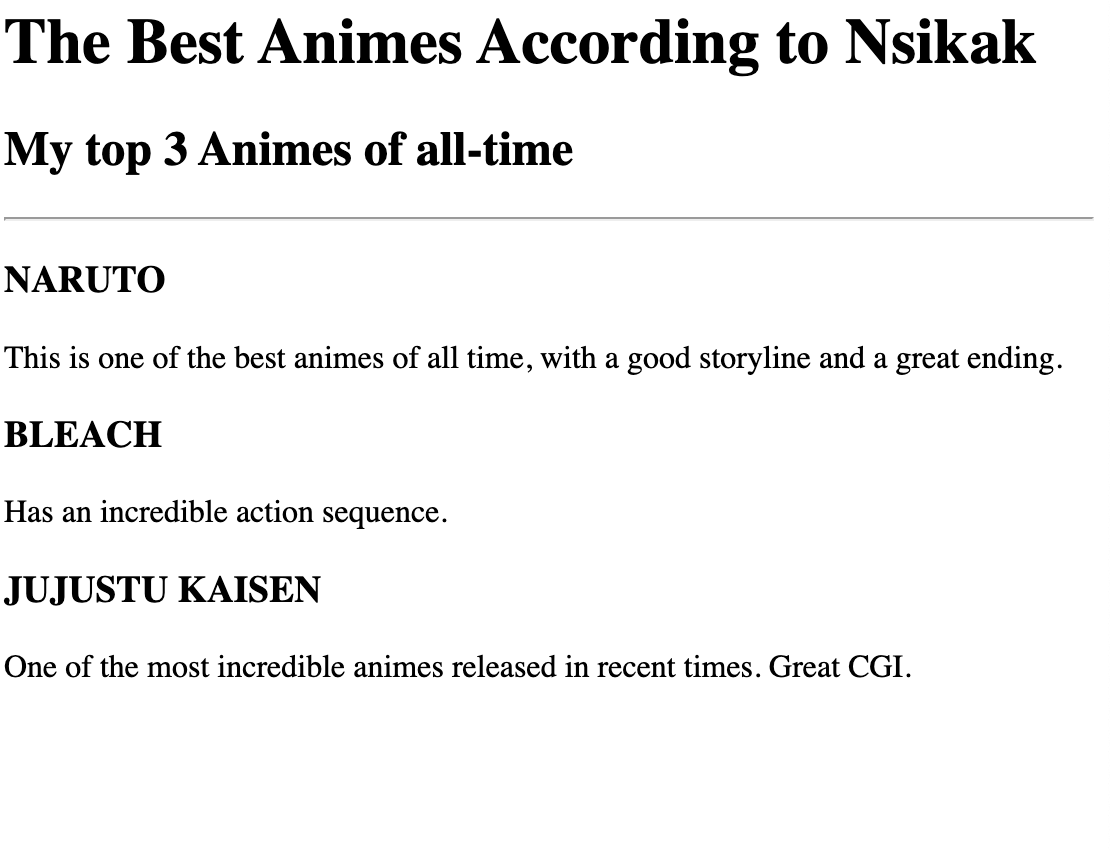 The Best Animes According to Nsikak
My top 3 Animes of all-time
NARUTO
This is one of the best animes of all time, with a good storyline and a great ending.
BLEACH
Has an incredible action sequence.
JUJUSTU KAISEN
One of the most incredible animes released in recent times. Great CGI.